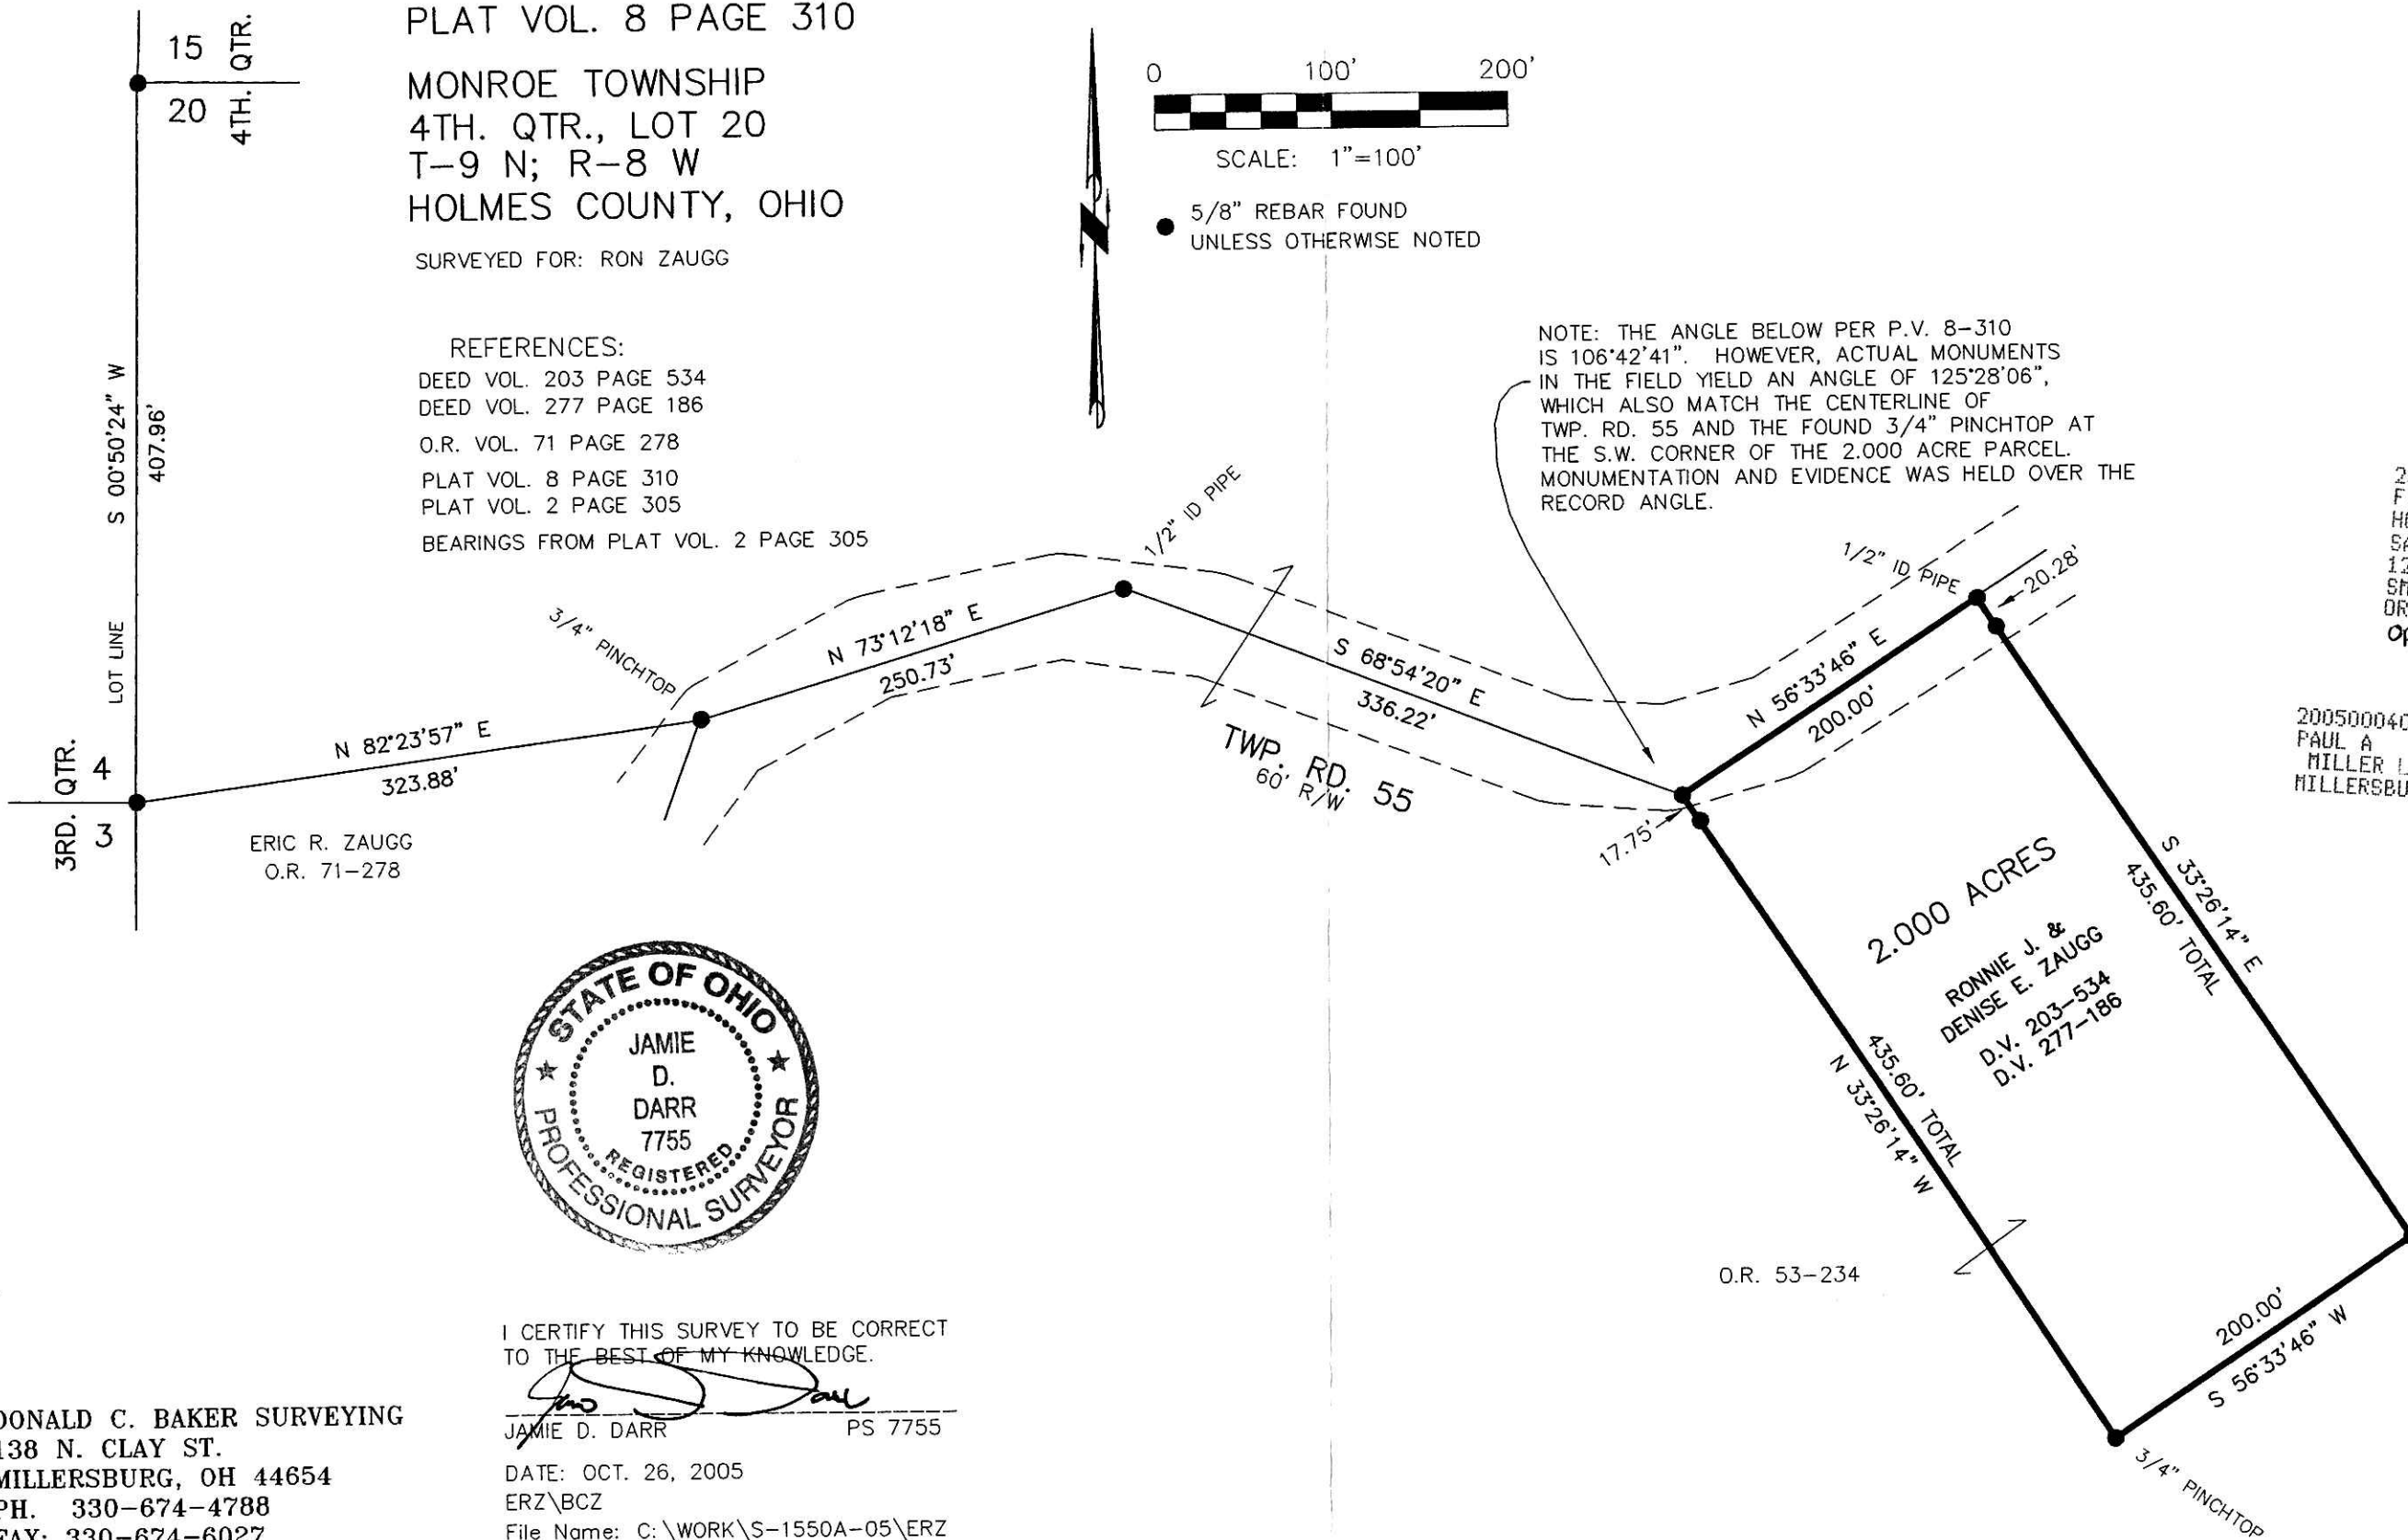 15
20
4TH. QTR.
PLAT VOL. 8 PAGE 310
MONROE TOWNSHIP
4TH. QTR., LOT 20
T-9 N; R-8 W
HOLMES COUNTY, OHIO
SURVEYED FOR: RON ZAUGG
REFERENCES:
DEED VOL. 203 PAGE 534
DEED VOL. 277 PAGE 186
O.R. VOL. 71 PAGE 278
PLAT VOL. 8 PAGE 310
PLAT VOL. 2 PAGE 305
BEARINGS FROM PLAT VOL. 2 PAGE 305
0 100' 200'
SCALE: 1"=100'
5/8" REBAR FOUND
UNLESS OTHERWISE NOTED
NOTE: THE ANGLE BELOW PER P.V. 8-310
IS 106°42'41". HOWEVER, ACTUAL MONUMENTS
IN THE FIELD YIELD AN ANGLE OF 125°28'06",
WHICH ALSO MATCH THE CENTERLINE OF
TWP. RD. 55 AND THE FOUND 3/4" PINCHTOP AT
THE S.W. CORNER OF THE 2.000 ACRE PARCEL.
MONUMENTATION AND EVIDENCE WAS HELD OVER THE
RECORD ANGLE.
S 00°50'24" W
407.96'
LOT LINE
3RD. QTR.
4
3
N 82°23'57" E
323.88'
ERIC R. ZAUGG
O.R. 71-278
3/4" PINCHTOP
N 73°12'18" E
250.73'
1/2" ID PIPE
S 68°54'20" E
336.22'
TWP. RD. 55
60' R/W
17.75'
N 56°33'46" E
200.00'
1/2" ID PIPE
20.28'
2.000 ACRES
RONNIE J. &
DENISE E. ZAUGG
D.V. 203-534
D.V. 277-186
S 33°26'14" E
435.60' TOTAL
435.60' TOTAL
N 33°26'14" W
200.00'
S 56°33'46" W
3/4" PINCHTOP
O.R. 53-234
PAUL A
MILLER
STATE OF OHIO
JAMIE
D.
DARR
7755
REGISTERED
PROFESSIONAL SURVEYOR
I CERTIFY THIS SURVEY TO BE CORRECT
TO THE BEST OF MY KNOWLEDGE.
JAMIE D. DARR PS 7755
DATE: OCT. 26, 2005
ERZ\BCZ
File Name: C:\WORK\S-1550A-05\ERZ
DONALD C. BAKER SURVEYING
138 N. CLAY ST.
MILLERSBURG, OH 44654
PH. 330-674-4788
FAX: 330-674-6027